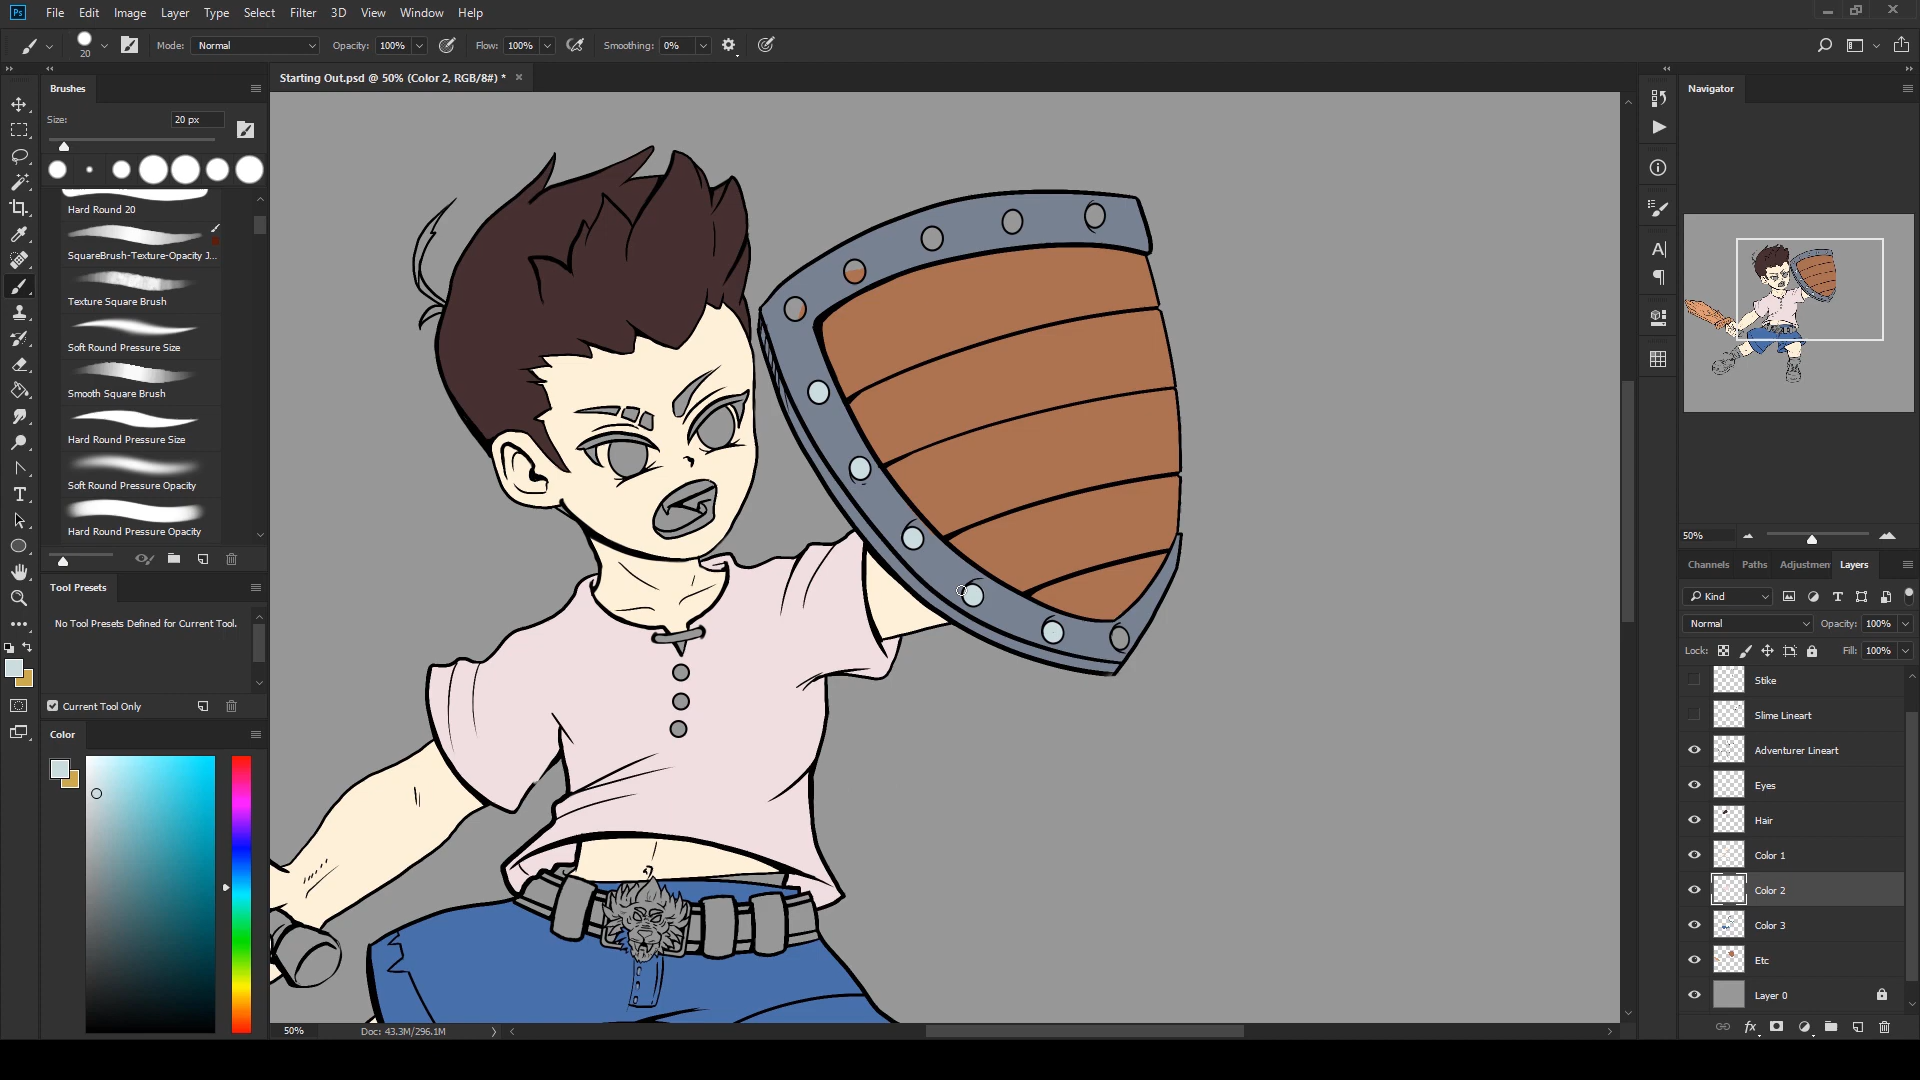 Ps File Edit Image Layer Type Select Filter 3D View Window Help
20 Mode: Normal Opacity: 100% Flow: 100% Smoothing: 0%
Starting Out.psd @ 50% (Color 2, RGB/8#) * ×
Brushes
Size: 20 px
Hard Round 20
SquareBrush-Texture-Opacity J...
Texture Square Brush
Soft Round Pressure Size
Smooth Square Brush
Hard Round Pressure Size
Soft Round Pressure Opacity
Hard Round Pressure Opacity
Tool Presets
No Tool Presets Defined for Current Tool.
Current Tool Only
Color
50% Doc: 43.3M/296.1M
Navigator
50%
Channels Paths Adjustmen Layers
Kind
Normal Opacity: 100%
Lock: Fill: 100%
Stike
Slime Lineart
Adventurer Lineart
Eyes
Hair
Color 1
Color 2
Color 3
Etc
Layer 0